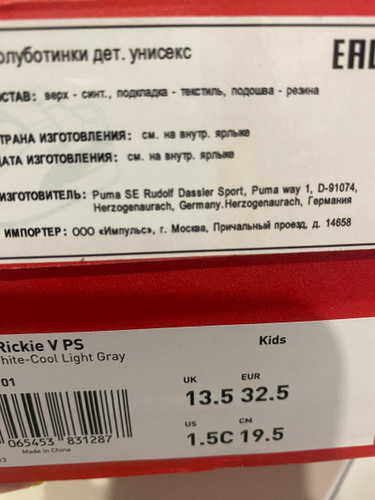 олуботинки дет. унисекс
EAC
ОСТАВ: верх - синт., подкладка - текстиль, подошва - резина
ТРАНА ИЗГОТОВЛЕНИЯ: см. на внутр. ярлыке
ДАТА ИЗГОТОВЛЕНИЯ: см. на внутр. ярлыке
ИЗГОТОВИТЕЛЬ: Puma SE Rudolf Dassler Sport, Puma way 1, D-91074,
Herzogenaurach, Germany.Herzogenaurach, Германия
ИМПОРТЕР: ООО «Импульс», г. Москва, Причальный проезд, д. 14658
Rickie V PS
Kids
hite-Cool Light Gray
01
UK EUR
13.5 32.5
US CM
1.5C 19.5
065453 831287
Made in China